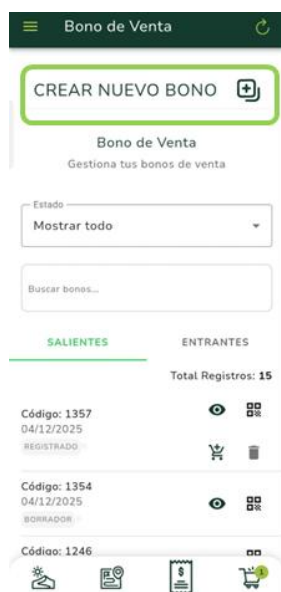 Bono de Venta
CREAR NUEVO BONO
Bono de Venta
Gestiona tus bonos de venta
Estado
Mostrar todo
Buscar bonos...
SALIENTES ENTRANTES
Total Registros: 15
Código: 1357
04/12/2025
REGISTRADO
Código: 1354
04/12/2025
BORRADOR
Código: 1246
$
1